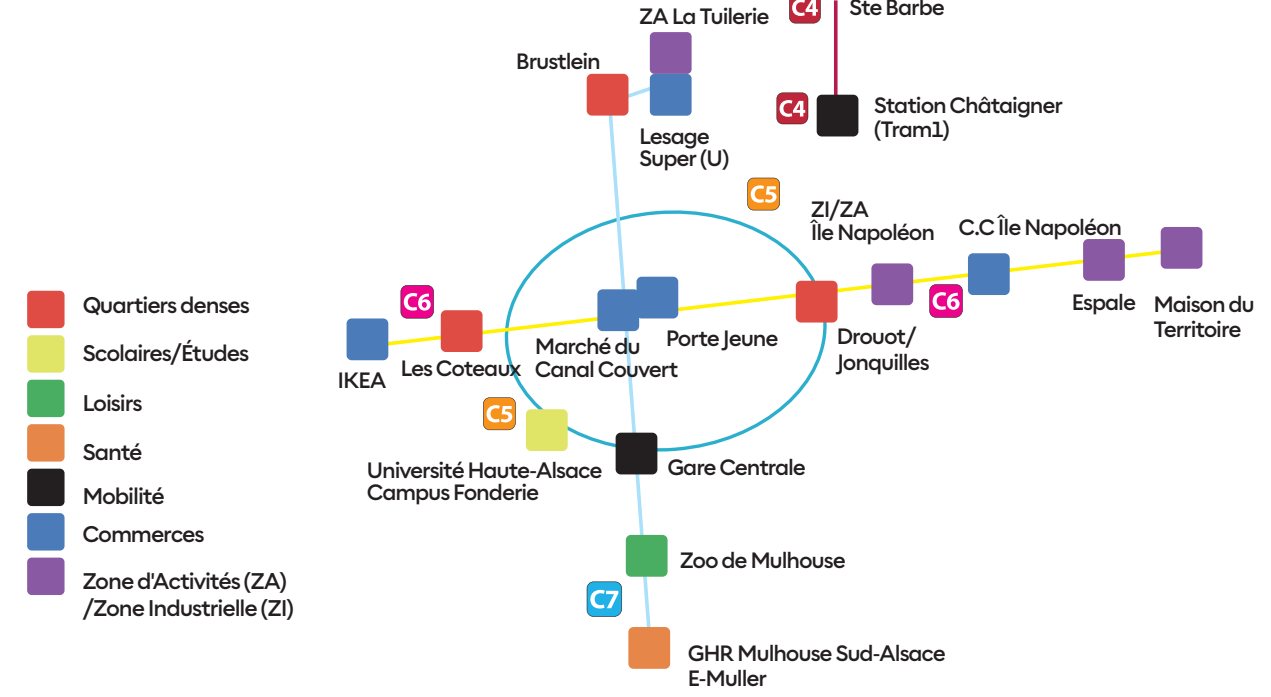 C4
Ste Barbe
ZA La Tuilerie
Brustlein
C4
Station Châtaigner
(Tram1)
Lesage
Super (U)
C5
ZI/ZA
Île Napoléon
C.C Île Napoléon
C6
C6
Espale
Maison du
Territoire
Quartiers denses
Scolaires/Études
Loisirs
Santé
Mobilité
Commerces
Zone d'Activités (ZA)
/Zone Industrielle (ZI)
IKEA
Les Coteaux
Marché du
Canal Couvert
Porte Jeune
Drouot/
Jonquilles
C5
Université Haute-Alsace
Campus Fonderie
Gare Centrale
Zoo de Mulhouse
C7
GHR Mulhouse Sud-Alsace
E-Muller